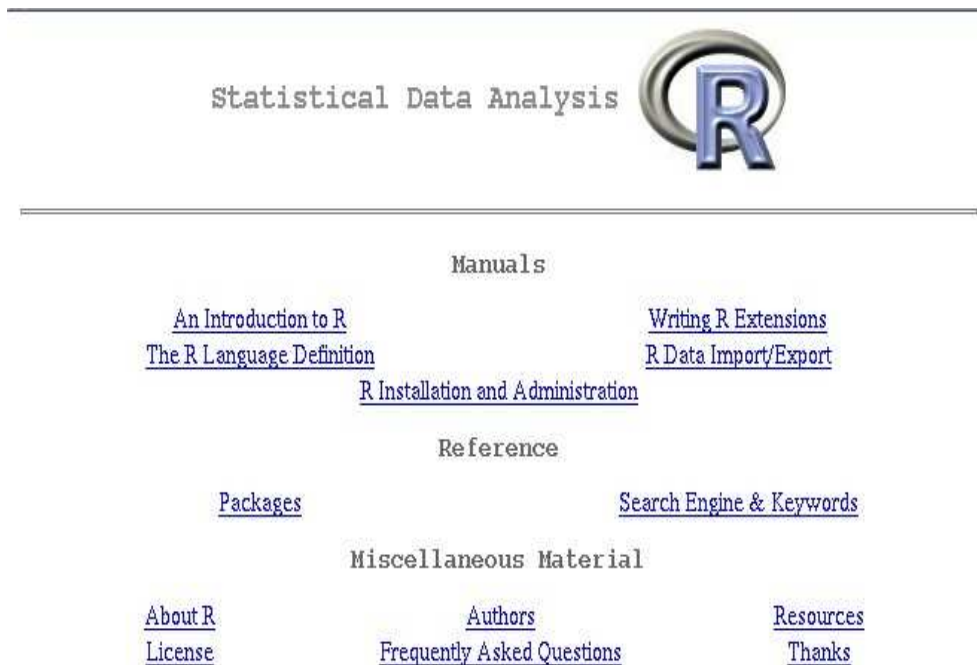 Statistical Data Analysis R
Manuals
An Introduction to R Writing R Extensions
The R Language Definition R Data Import/Export
R Installation and Administration
Reference
Packages Search Engine & Keywords
Miscellaneous Material
About R Authors Resources
License Frequently Asked Questions Thanks